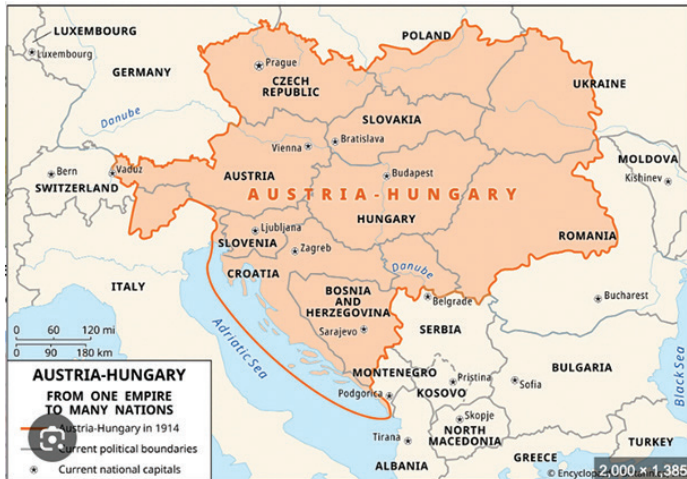 LUXEMBOURG
Luxembourg
GERMANY
Danube
Prague
CZECH
REPUBLIC
POLAND
UKRAINE
SLOVAKIA
Bratislava
Vienna
AUSTRIA
Bern
SWITZERLAND
Vaduz
AUSTRIA-HUNGARY
Budapest
HUNGARY
MOLDOVA
Kishinev
ROMANIA
Ljubljana
SLOVENIA
Zagreb
CROATIA
ITALY
BOSNIA
AND
HERZEGOVINA
Sarajevo
Danube
Belgrade
SERBIA
Bucharest
Adriatic Sea
MONTENEGRO
Podgorica
KOSOVO
Pristina
Sofia
BULGARIA
Black Sea
Skopje
NORTH
MACEDONIA
Tirana
ALBANIA
GREECE
TURKEY
0 60 120 mi
0 90 180 km
AUSTRIA-HUNGARY
FROM ONE EMPIRE
TO MANY NATIONS
Austria-Hungary in 1914
Current political boundaries
Current national capitals
© Encyclop
2,000 × 1,385